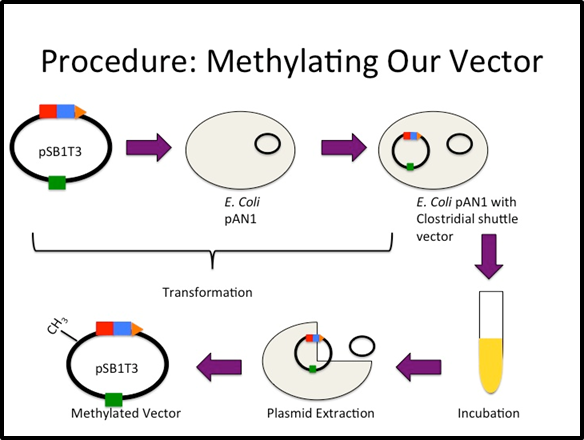 Procedure: Methylating Our Vector
pSB1T3
E. Coli
pAN1
E. Coli pAN1 with
Clostridial shuttle
vector
Transformation
CH3
pSB1T3
Methylated Vector
Plasmid Extraction
Incubation